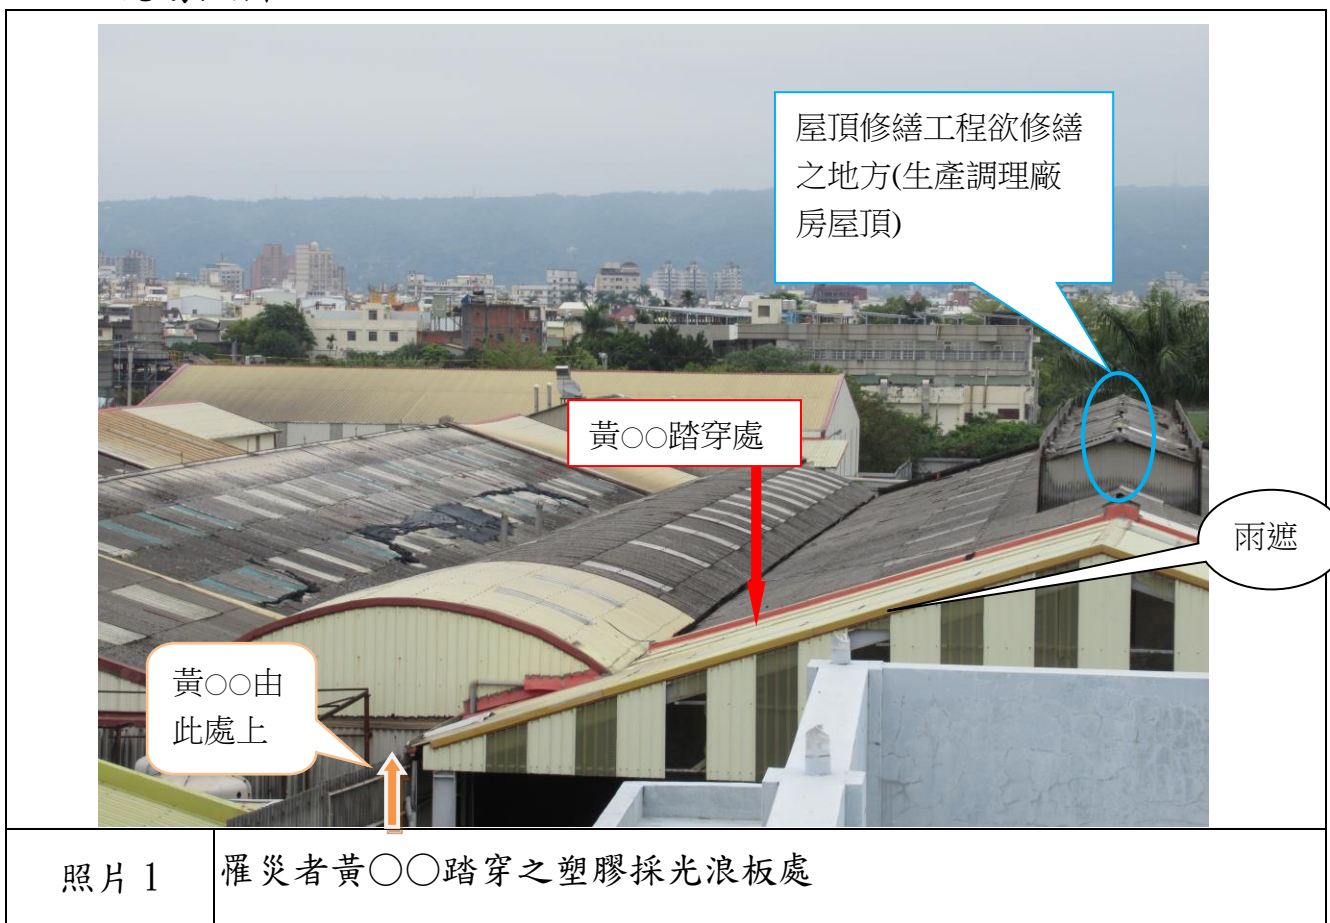 屋頂修繕工程欲修繕
之地方(生產調理廠
房屋頂)
黃○○踏穿處
雨遮
黃○○由
此處上
照片1
罹災者黃○○踏穿之塑膠採光浪板處